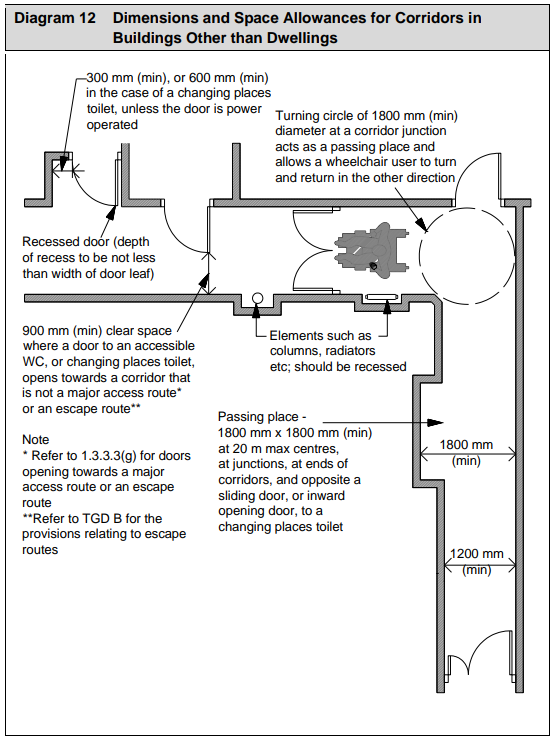 Diagram 12 Dimensions and Space Allowances for Corridors in
Buildings Other than Dwellings
300 mm (min), or 600 mm (min)
in the case of a changing places
toilet, unless the door is power
operated
Turning circle of 1800 mm (min)
diameter at a corridor junction
acts as a passing place and
allows a wheelchair user to turn
and return in the other direction
Recessed door (depth
of recess to be not less
than width of door leaf)
900 mm (min) clear space
where a door to an accessible
WC, or changing places toilet,
opens towards a corridor that
is not a major access route*
or an escape route**
Elements such as
columns, radiators
etc; should be recessed
Passing place -
1800 mm x 1800 mm (min)
at 20 m max centres,
at junctions, at ends of
corridors, and opposite a
sliding door, or inward
opening door, to a
changing places toilet
1800 mm
(min)
Note
* Refer to 1.3.3.3(g) for doors
opening towards a major
access route or an escape
route
**Refer to TGD B for the
provisions relating to escape
routes
1200 mm
(min)